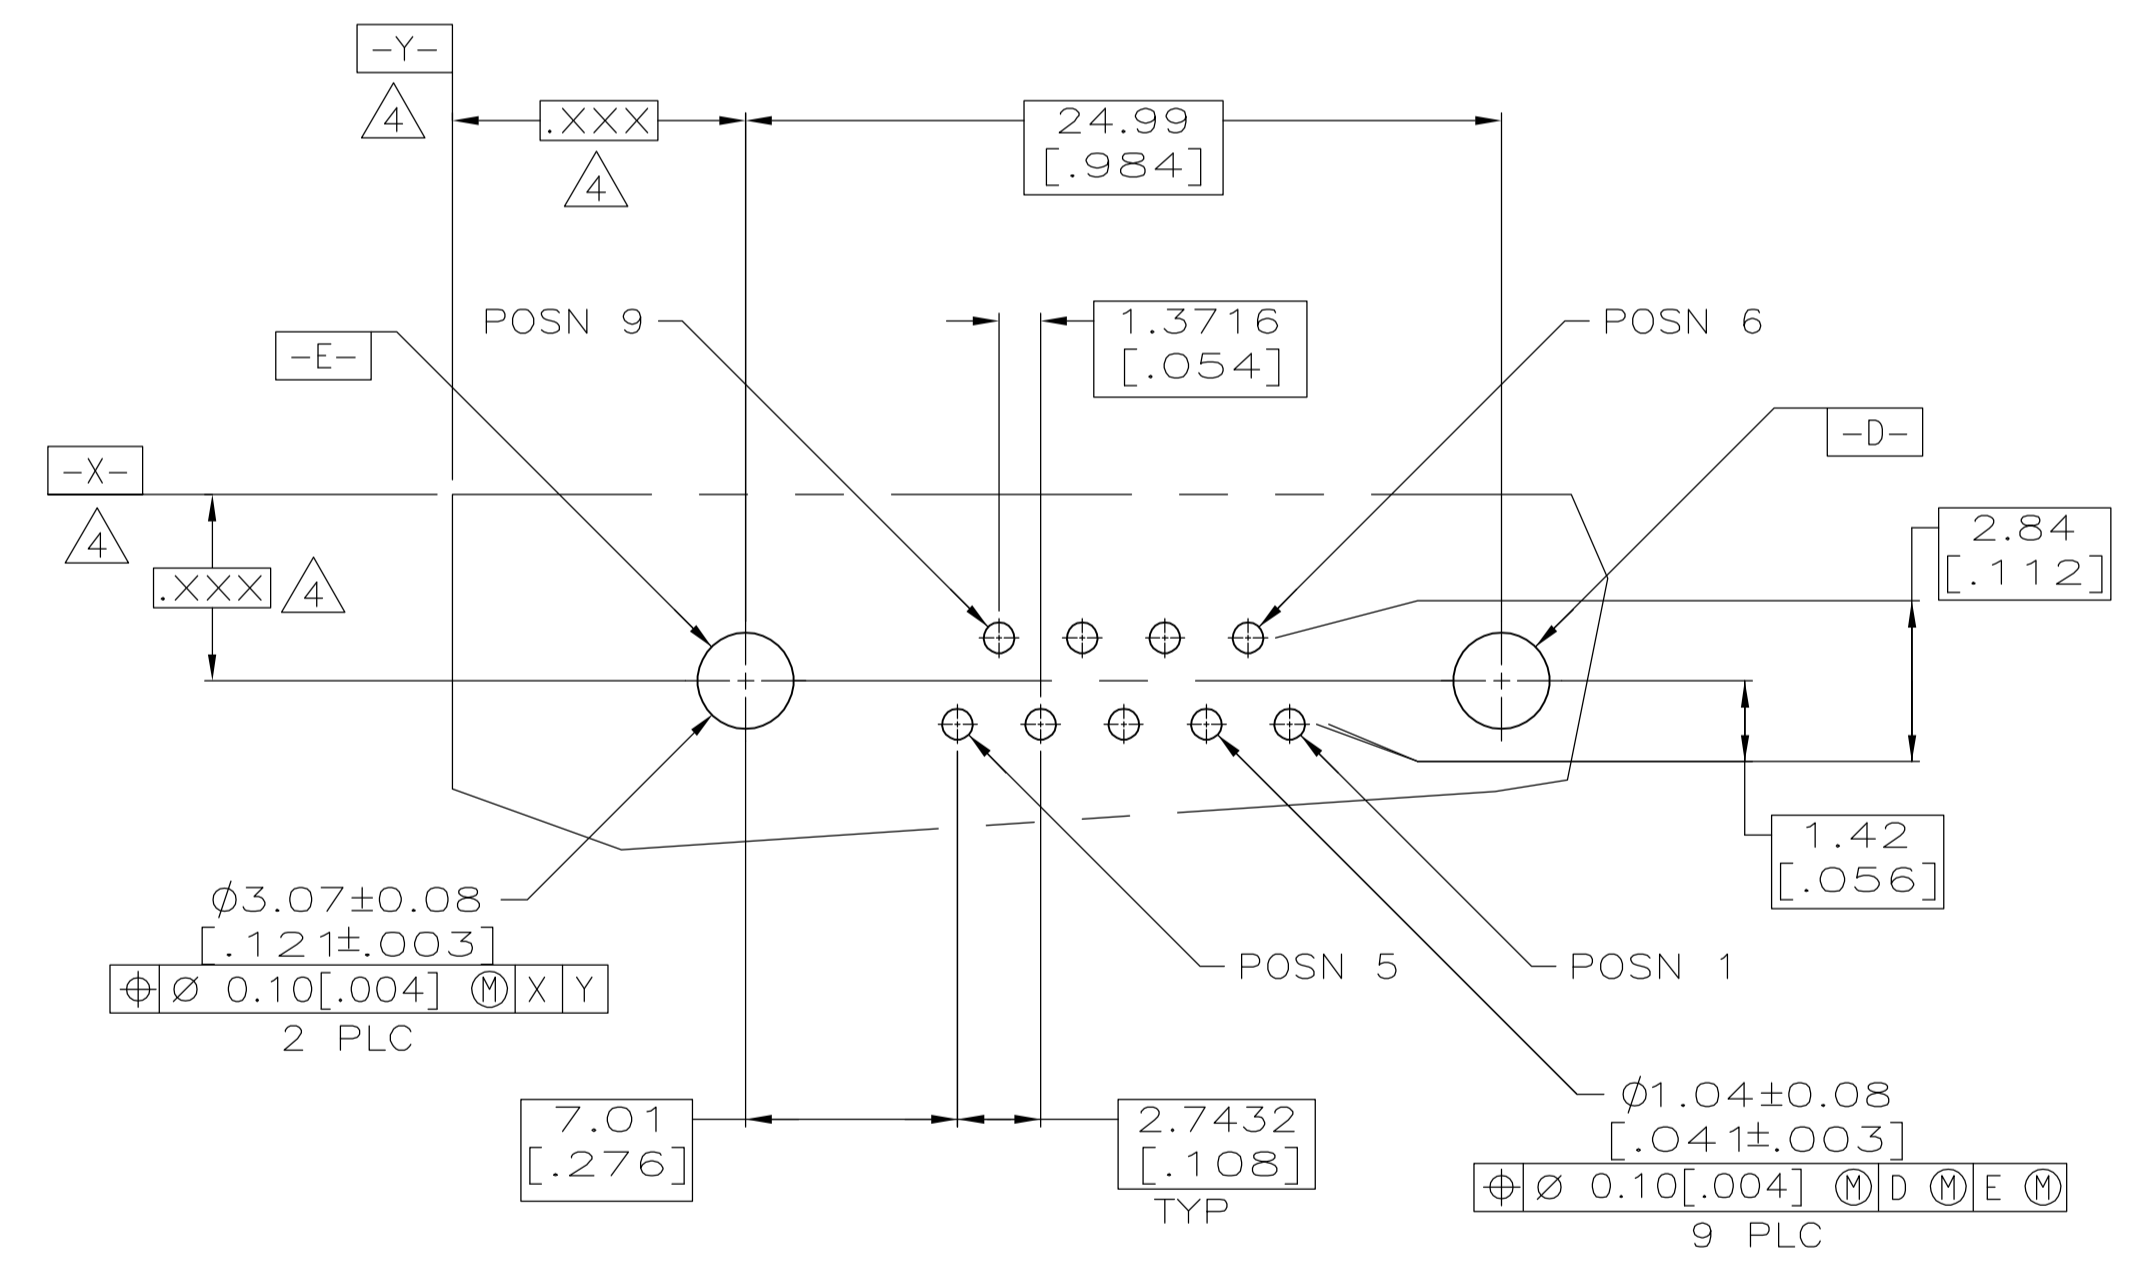 -Y-
4
.XXX
4
24.99
[.984]
POSN 9
1.3716
[.054]
POSN 6
-E-
-D-
-X-
4
.XXX
4
2.84
[.112]
1.42
[.056]
⌀3.07±0.08
[.121±.003]
⌖ ⌀ 0.10[.004] Ⓜ X Y
2 PLC
POSN 5
POSN 1
7.01
[.276]
2.7432
[.108]
TYP
⌀1.04±0.08
[.041±.003]
⌖ ⌀ 0.10[.004] Ⓜ D Ⓜ E Ⓜ
9 PLC